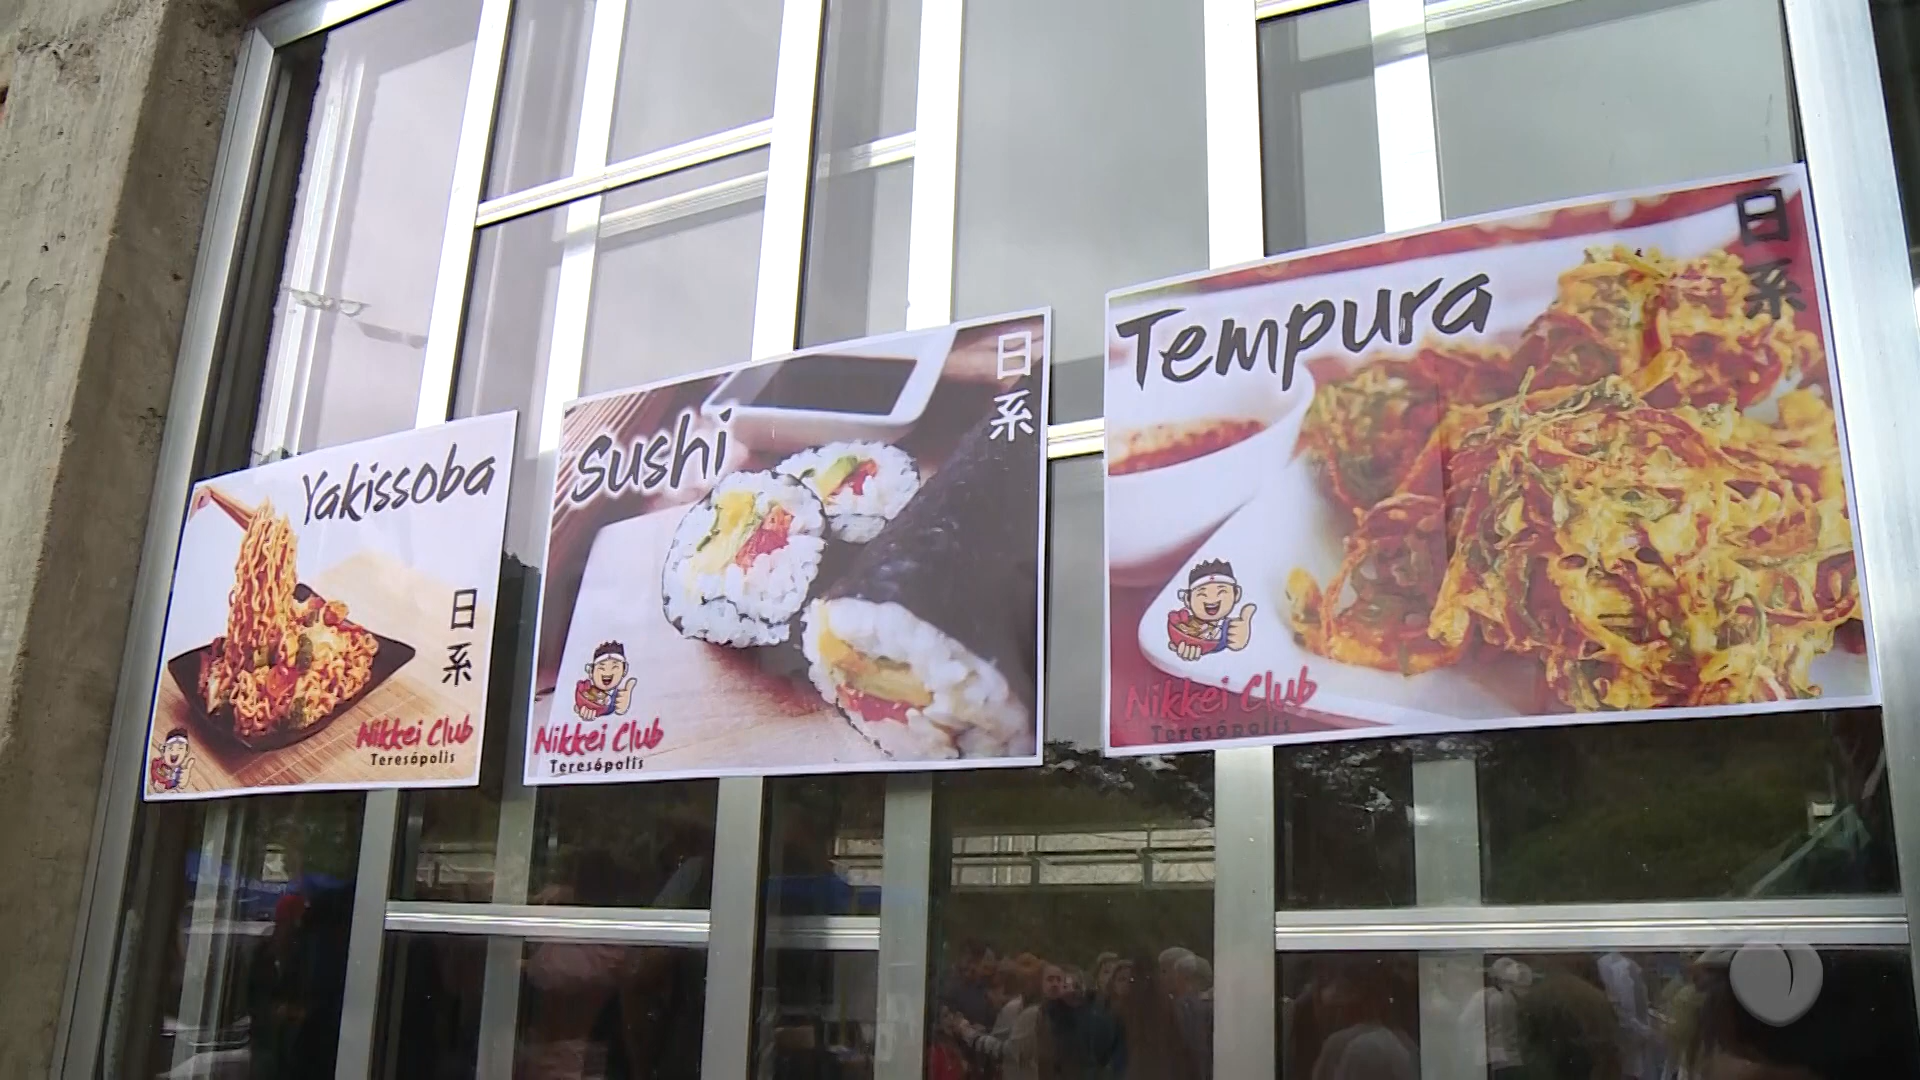 Yakissoba
日
系
Nikkei Club
Teresópolis
Sushi
日
系
Nikkei Club
Teresópolis
Tempura
日
系
Nikkei Club
Teresópolis